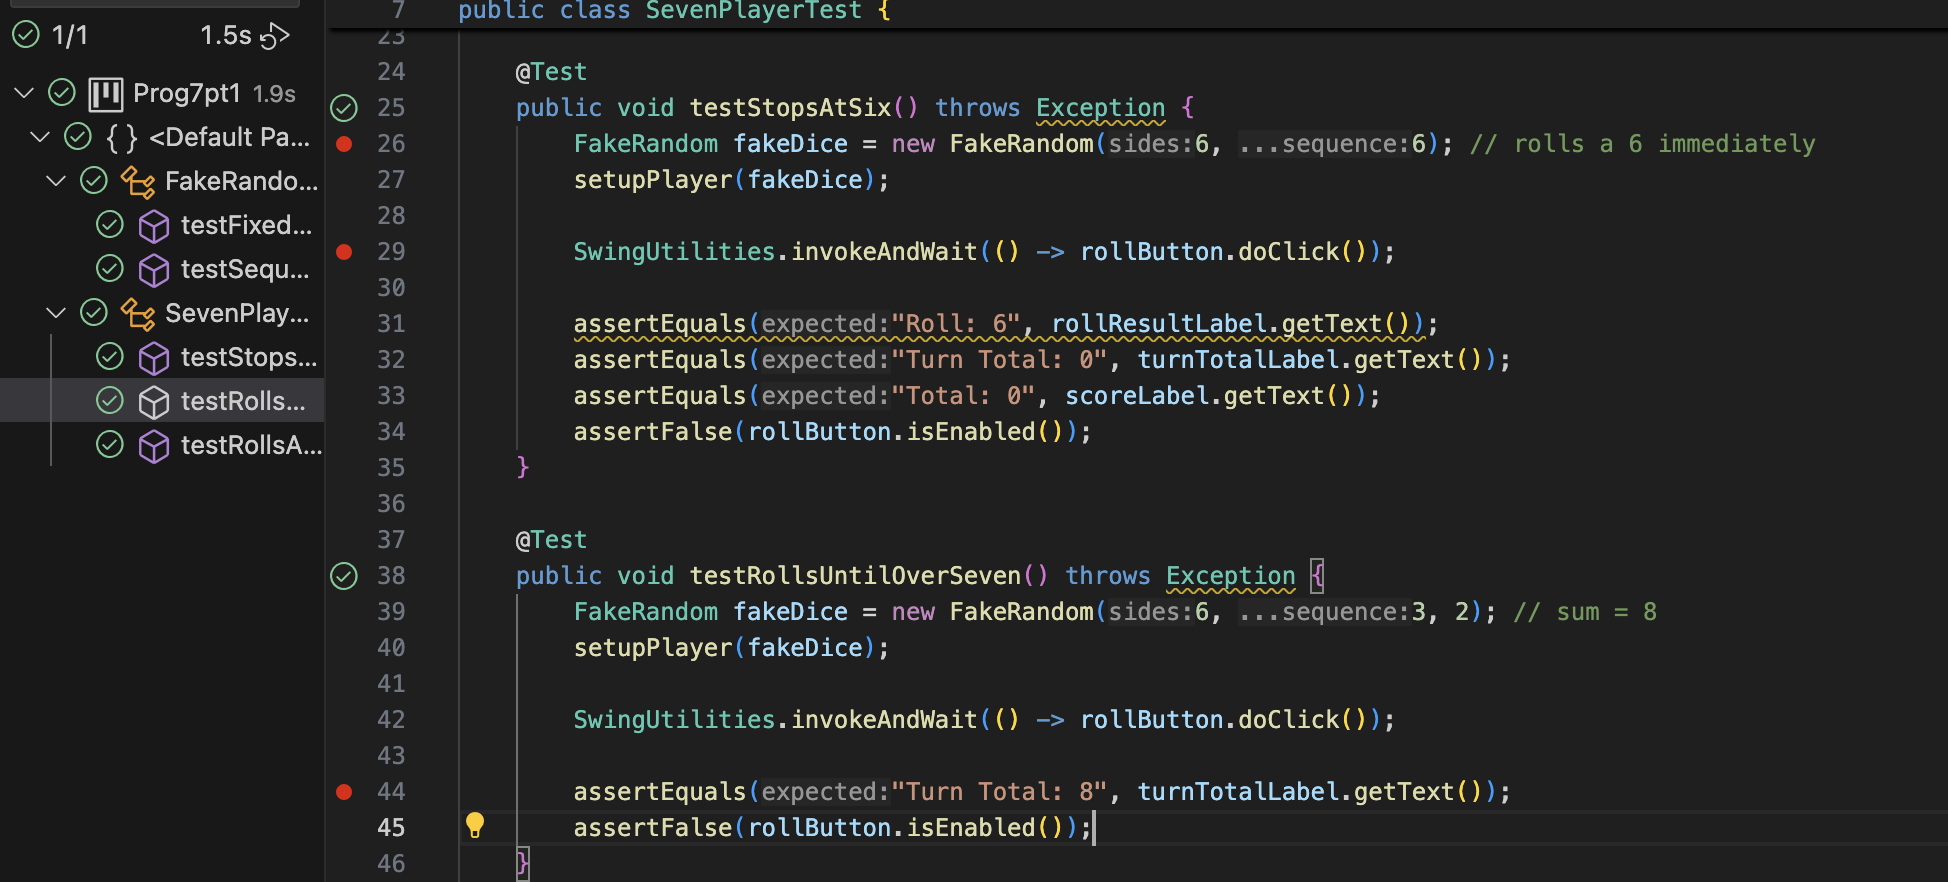 1/1 1.5s
Prog7pt1 1.9s
{ } <Default Pa...
FakeRando...
testFixed...
testSequ...
SevenPlay...
testStops...
testRolls...
testRollsA...
7 public class SevenPlayerTest {
23
24 @Test
25 public void testStopsAtSix() throws Exception {
26 FakeRandom fakeDice = new FakeRandom(sides:6, ...sequence:6); // rolls a 6 immediately
27 setupPlayer(fakeDice);
28
29 SwingUtilities.invokeAndWait(() -> rollButton.doClick());
30
31 assertEquals(expected:"Roll: 6", rollResultLabel.getText());
32 assertEquals(expected:"Turn Total: 0", turnTotalLabel.getText());
33 assertEquals(expected:"Total: 0", scoreLabel.getText());
34 assertFalse(rollButton.isEnabled());
35 }
36
37 @Test
38 public void testRollsUntilOverSeven() throws Exception {
39 FakeRandom fakeDice = new FakeRandom(sides:6, ...sequence:3, 2); // sum = 8
40 setupPlayer(fakeDice);
41
42 SwingUtilities.invokeAndWait(() -> rollButton.doClick());
43
44 assertEquals(expected:"Turn Total: 8", turnTotalLabel.getText());
45 assertFalse(rollButton.isEnabled());
46 }